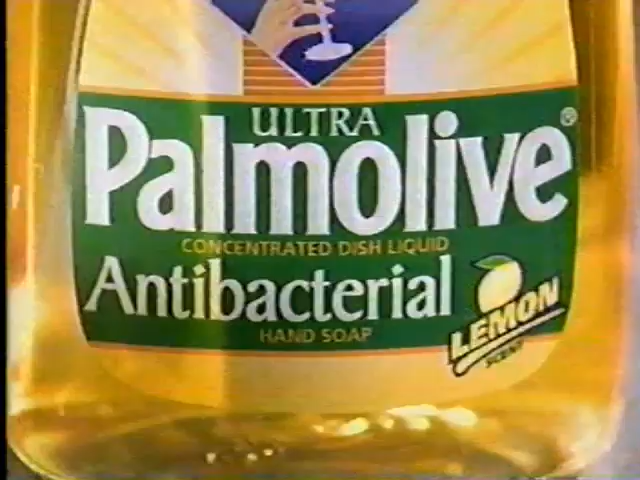 ULTRA
Palmolive®
CONCENTRATED DISH LIQUID
Antibacterial
HAND SOAP
LEMON
SCENT